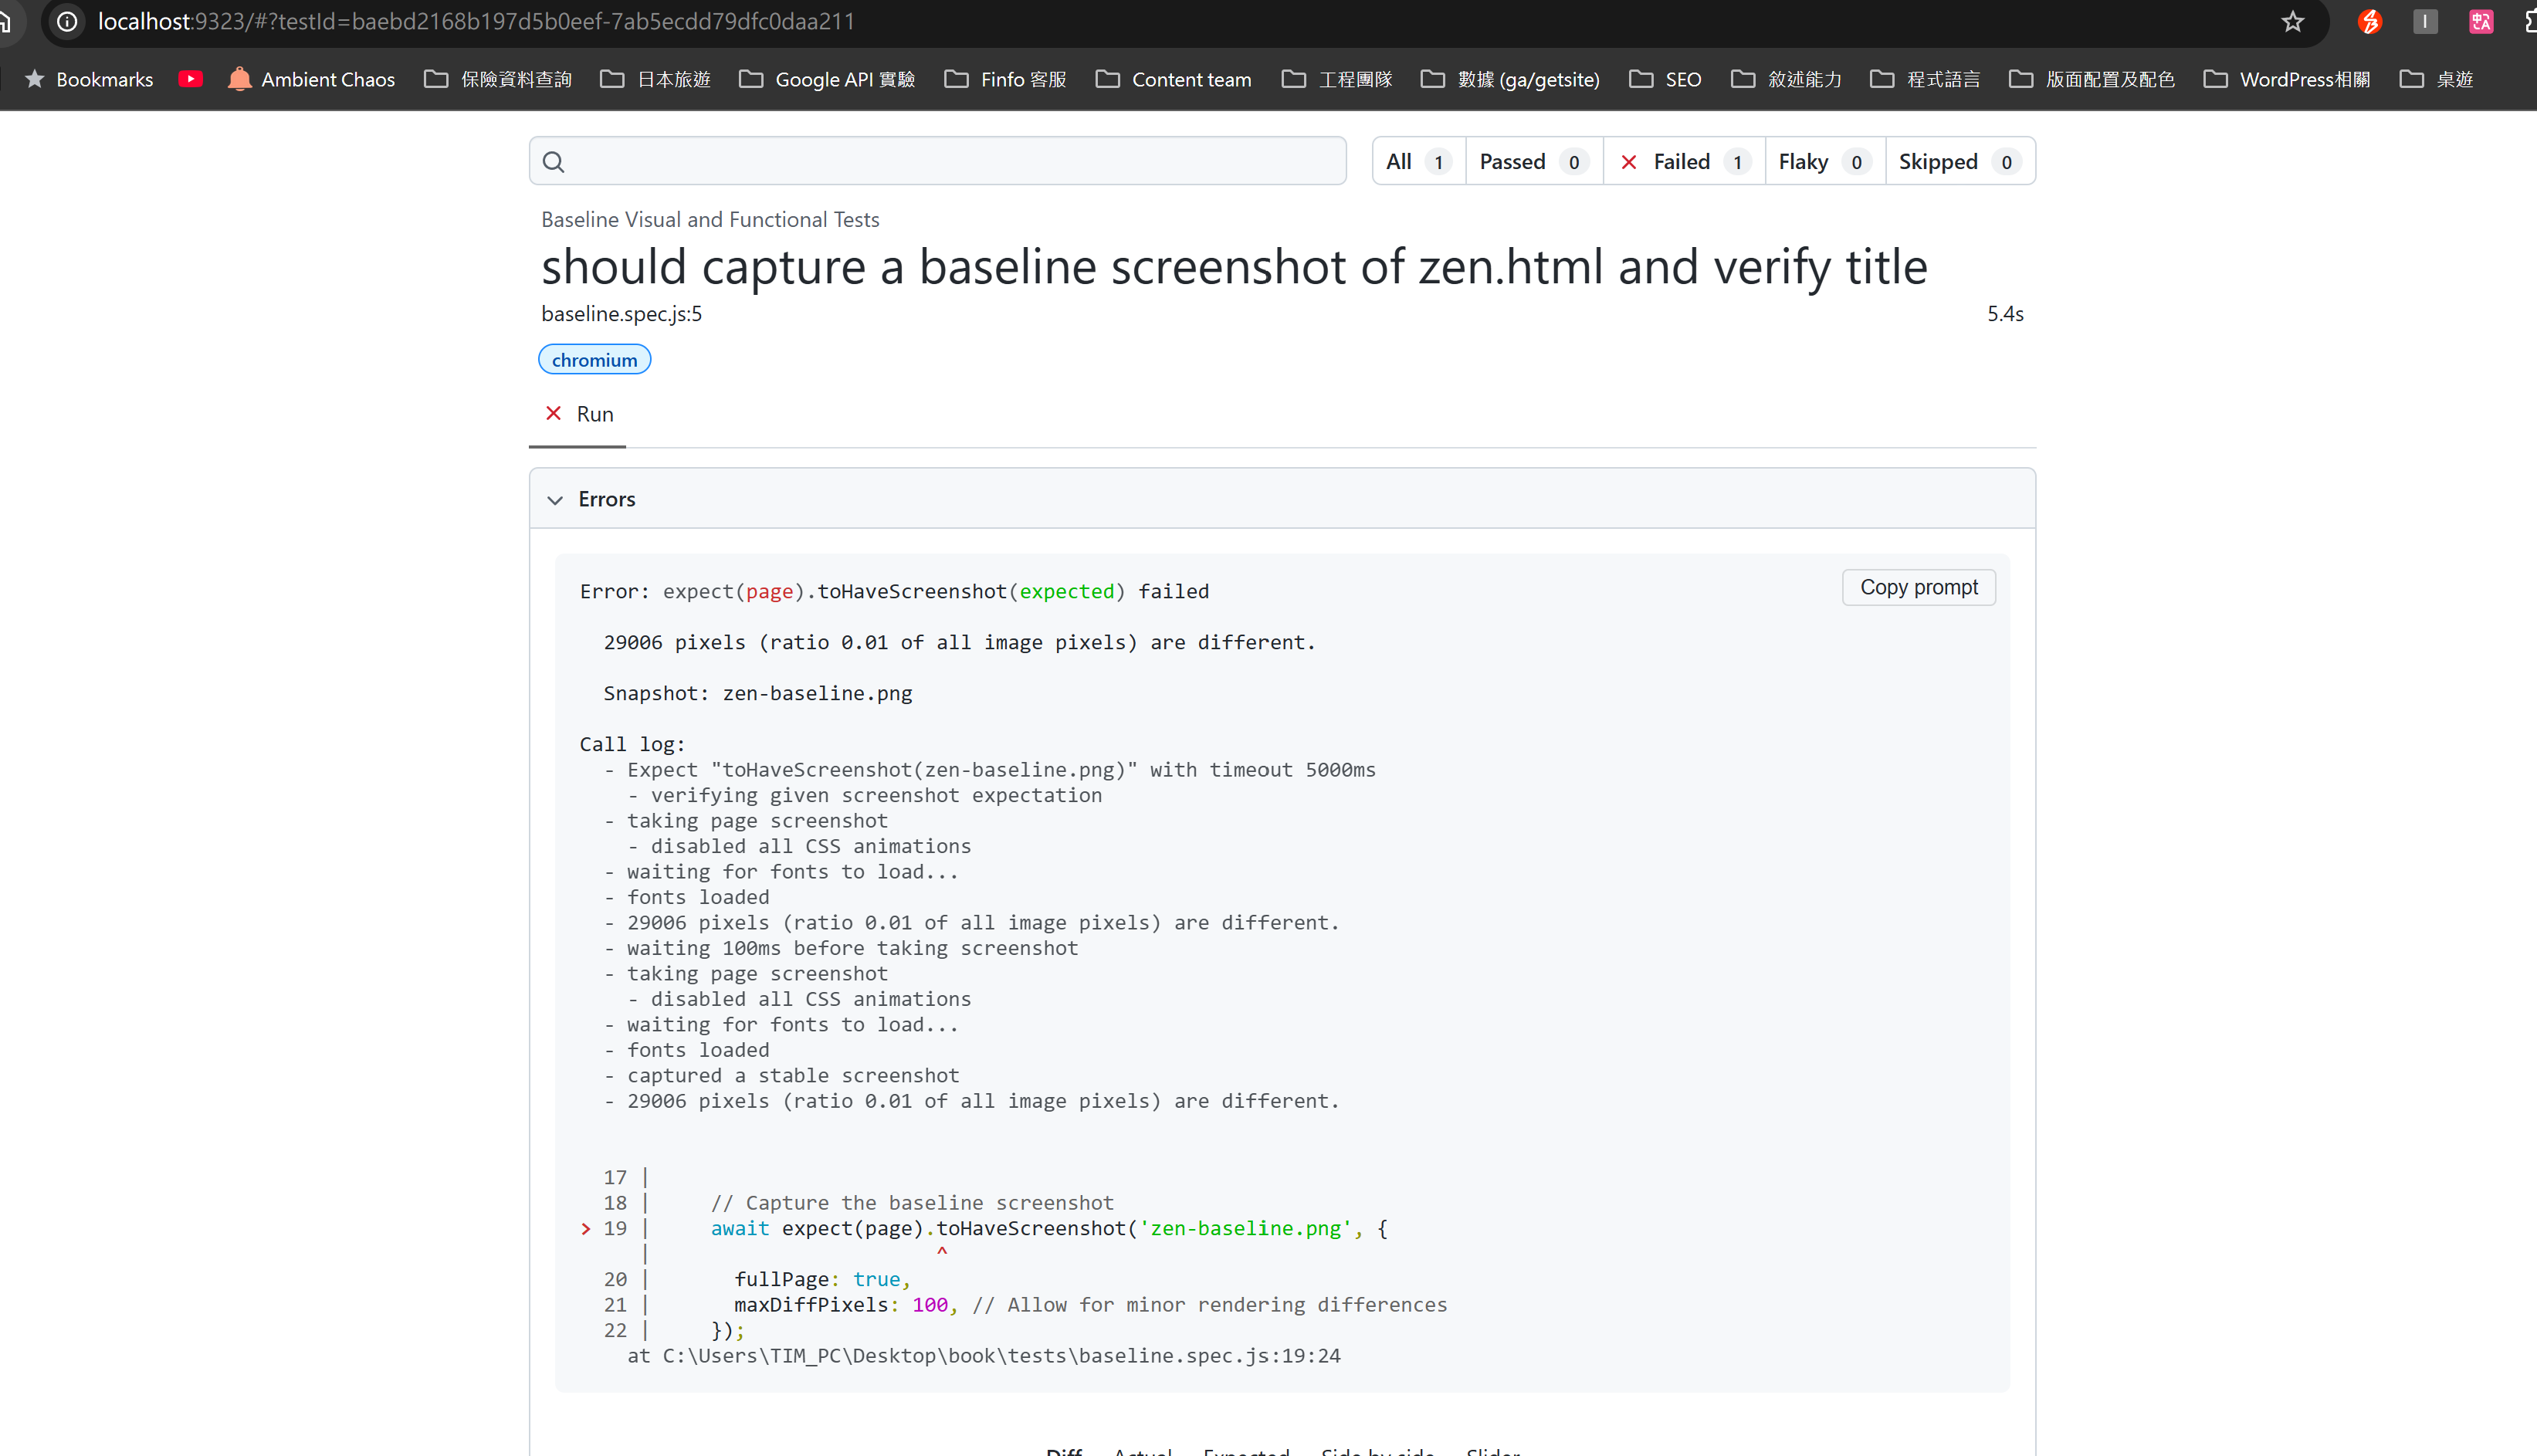 localhost:9323/#?testId=baebd2168b197d5b0eef-7ab5ecdd79dfc0daa211
Bookmarks Ambient Chaos 保險資料查詢 日本旅遊 Google API 實驗 Finfo 客服 Content team 工程團隊 數據 (ga/getsite) SEO 敘述能力 程式語言 版面配置及配色 WordPress相關 桌遊
All 1 Passed 0 Failed 1 Flaky 0 Skipped 0
Baseline Visual and Functional Tests
should capture a baseline screenshot of zen.html and verify title
baseline.spec.js:5 5.4s
chromium
Run
Errors
Copy prompt
Error: expect(page).toHaveScreenshot(expected) failed
29006 pixels (ratio 0.01 of all image pixels) are different.
Snapshot: zen-baseline.png
Call log:
- Expect "toHaveScreenshot(zen-baseline.png)" with timeout 5000ms
- verifying given screenshot expectation
- taking page screenshot
- disabled all CSS animations
- waiting for fonts to load...
- fonts loaded
- 29006 pixels (ratio 0.01 of all image pixels) are different.
- waiting 100ms before taking screenshot
- taking page screenshot
- disabled all CSS animations
- waiting for fonts to load...
- fonts loaded
- captured a stable screenshot
- 29006 pixels (ratio 0.01 of all image pixels) are different.
17 |
18 | // Capture the baseline screenshot
> 19 | await expect(page).toHaveScreenshot('zen-baseline.png', {
| ^
20 | fullPage: true,
21 | maxDiffPixels: 100, // Allow for minor rendering differences
22 | });
at C:\Users\TIM_PC\Desktop\book\tests\baseline.spec.js:19:24
Diff Actual Expected Side by side Slider